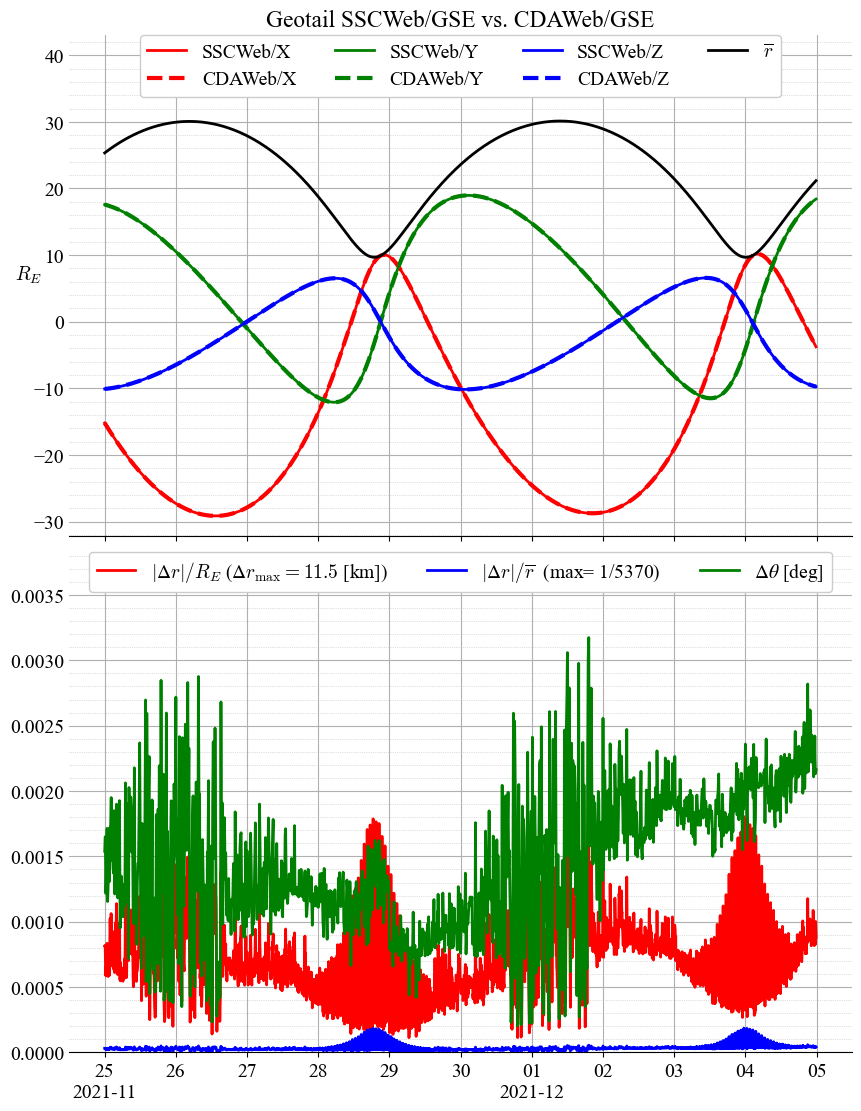 Geotail SSCWeb/GSE vs. CDAWeb/GSE
SSCWeb/X SSCWeb/Y SSCWeb/Z r̅
CDAWeb/X CDAWeb/Y CDAWeb/Z
40
30
20
10
R_E
0
−10
−20
−30
|Δr|/R_E (Δr_max = 11.5 [km]) |Δr|/r̅ (max= 1/5370) Δθ [deg]
0.0035
0.0030
0.0025
0.0020
0.0015
0.0010
0.0005
0.0000
25 26 27 28 29 30 01 02 03 04 05
2021-11 2021-12